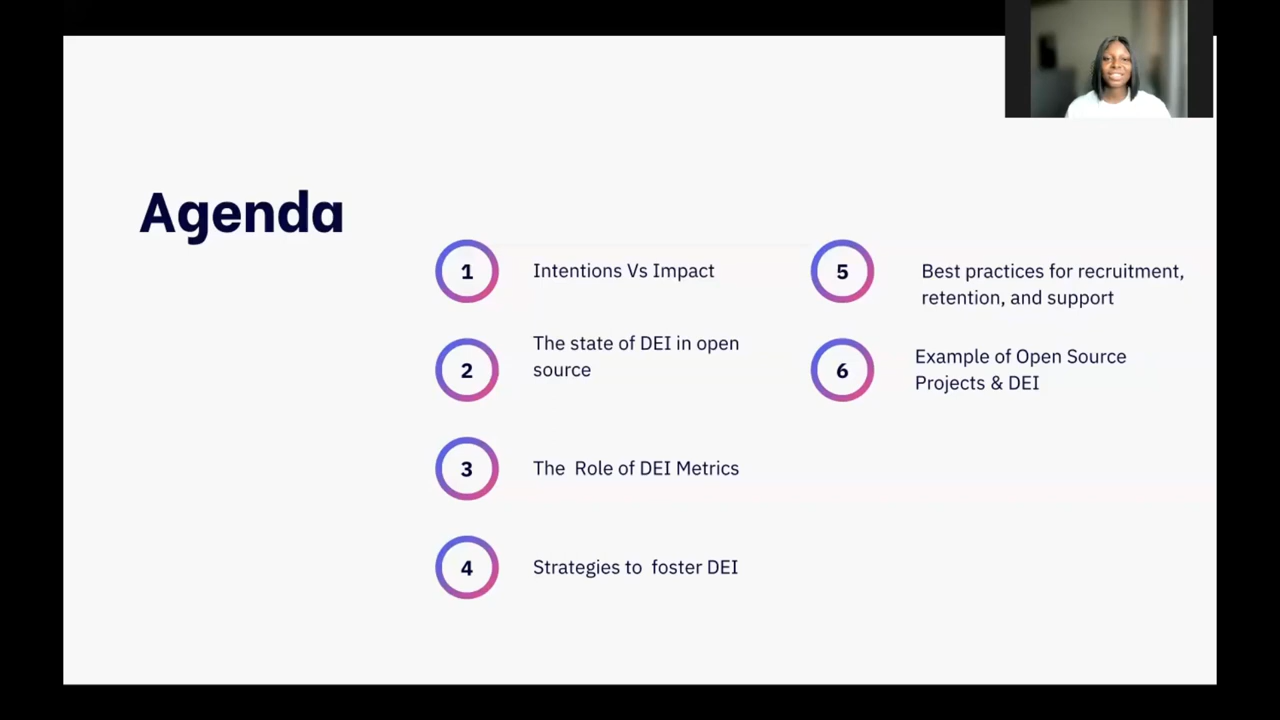 Agenda
1
Intentions Vs Impact
2
The state of DEI in open
source
3
The  Role of DEI Metrics
4
Strategies to  foster DEI
5
Best practices for recruitment,
retention, and support
6
Example of Open Source
Projects & DEI